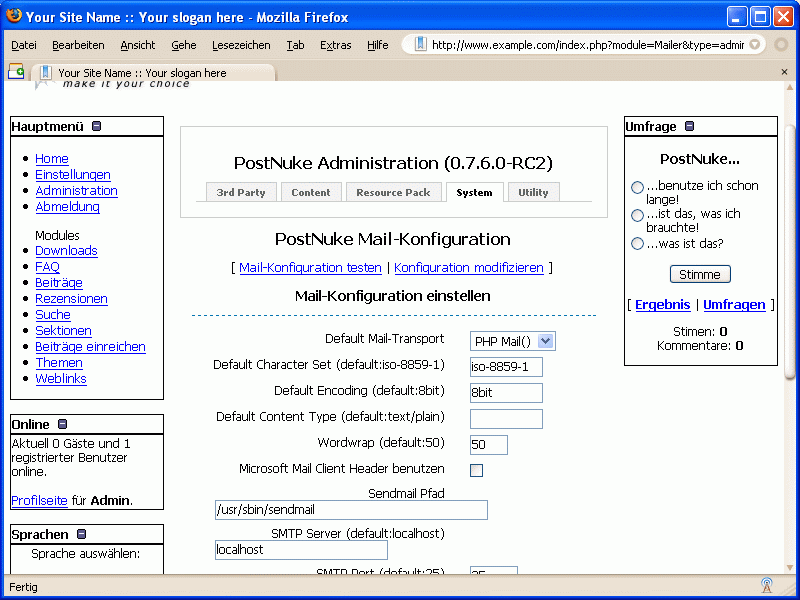 Your Site Name :: Your slogan here - Mozilla Firefox
Datei Bearbeiten Ansicht Gehe Lesezeichen Tab Extras Hilfe http://www.example.com/index.php?module=Mailer&type=admir
Your Site Name :: Your slogan here
make it your choice
Hauptmenü
Home
Einstellungen
Administration
Abmeldung
Modules
Downloads
FAQ
Beiträge
Rezensionen
Suche
Sektionen
Beiträge einreichen
Themen
Weblinks
Online
Aktuell 0 Gäste und 1
registrierter Benutzer
online.
Profilseite für Admin.
Sprachen
Sprache auswählen:
PostNuke Administration (0.7.6.0-RC2)
3rd Party Content Resource Pack System Utility
PostNuke Mail-Konfiguration
[ Mail-Konfiguration testen | Konfiguration modifizieren ]
Mail-Konfiguration einstellen
Default Mail-Transport PHP Mail()
Default Character Set (default:iso-8859-1) iso-8859-1
Default Encoding (default:8bit) 8bit
Default Content Type (default:text/plain)
Wordwrap (default:50) 50
Microsoft Mail Client Header benutzen
Sendmail Pfad
/usr/sbin/sendmail
SMTP Server (default:localhost)
localhost
SMTP Port (default:25) 25
Umfrage
PostNuke...
...benutze ich schon
lange!
...ist das, was ich
brauchte!
...was ist das?
Stimme
[ Ergebnis | Umfragen ]
Stimen: 0
Kommentare: 0
Fertig